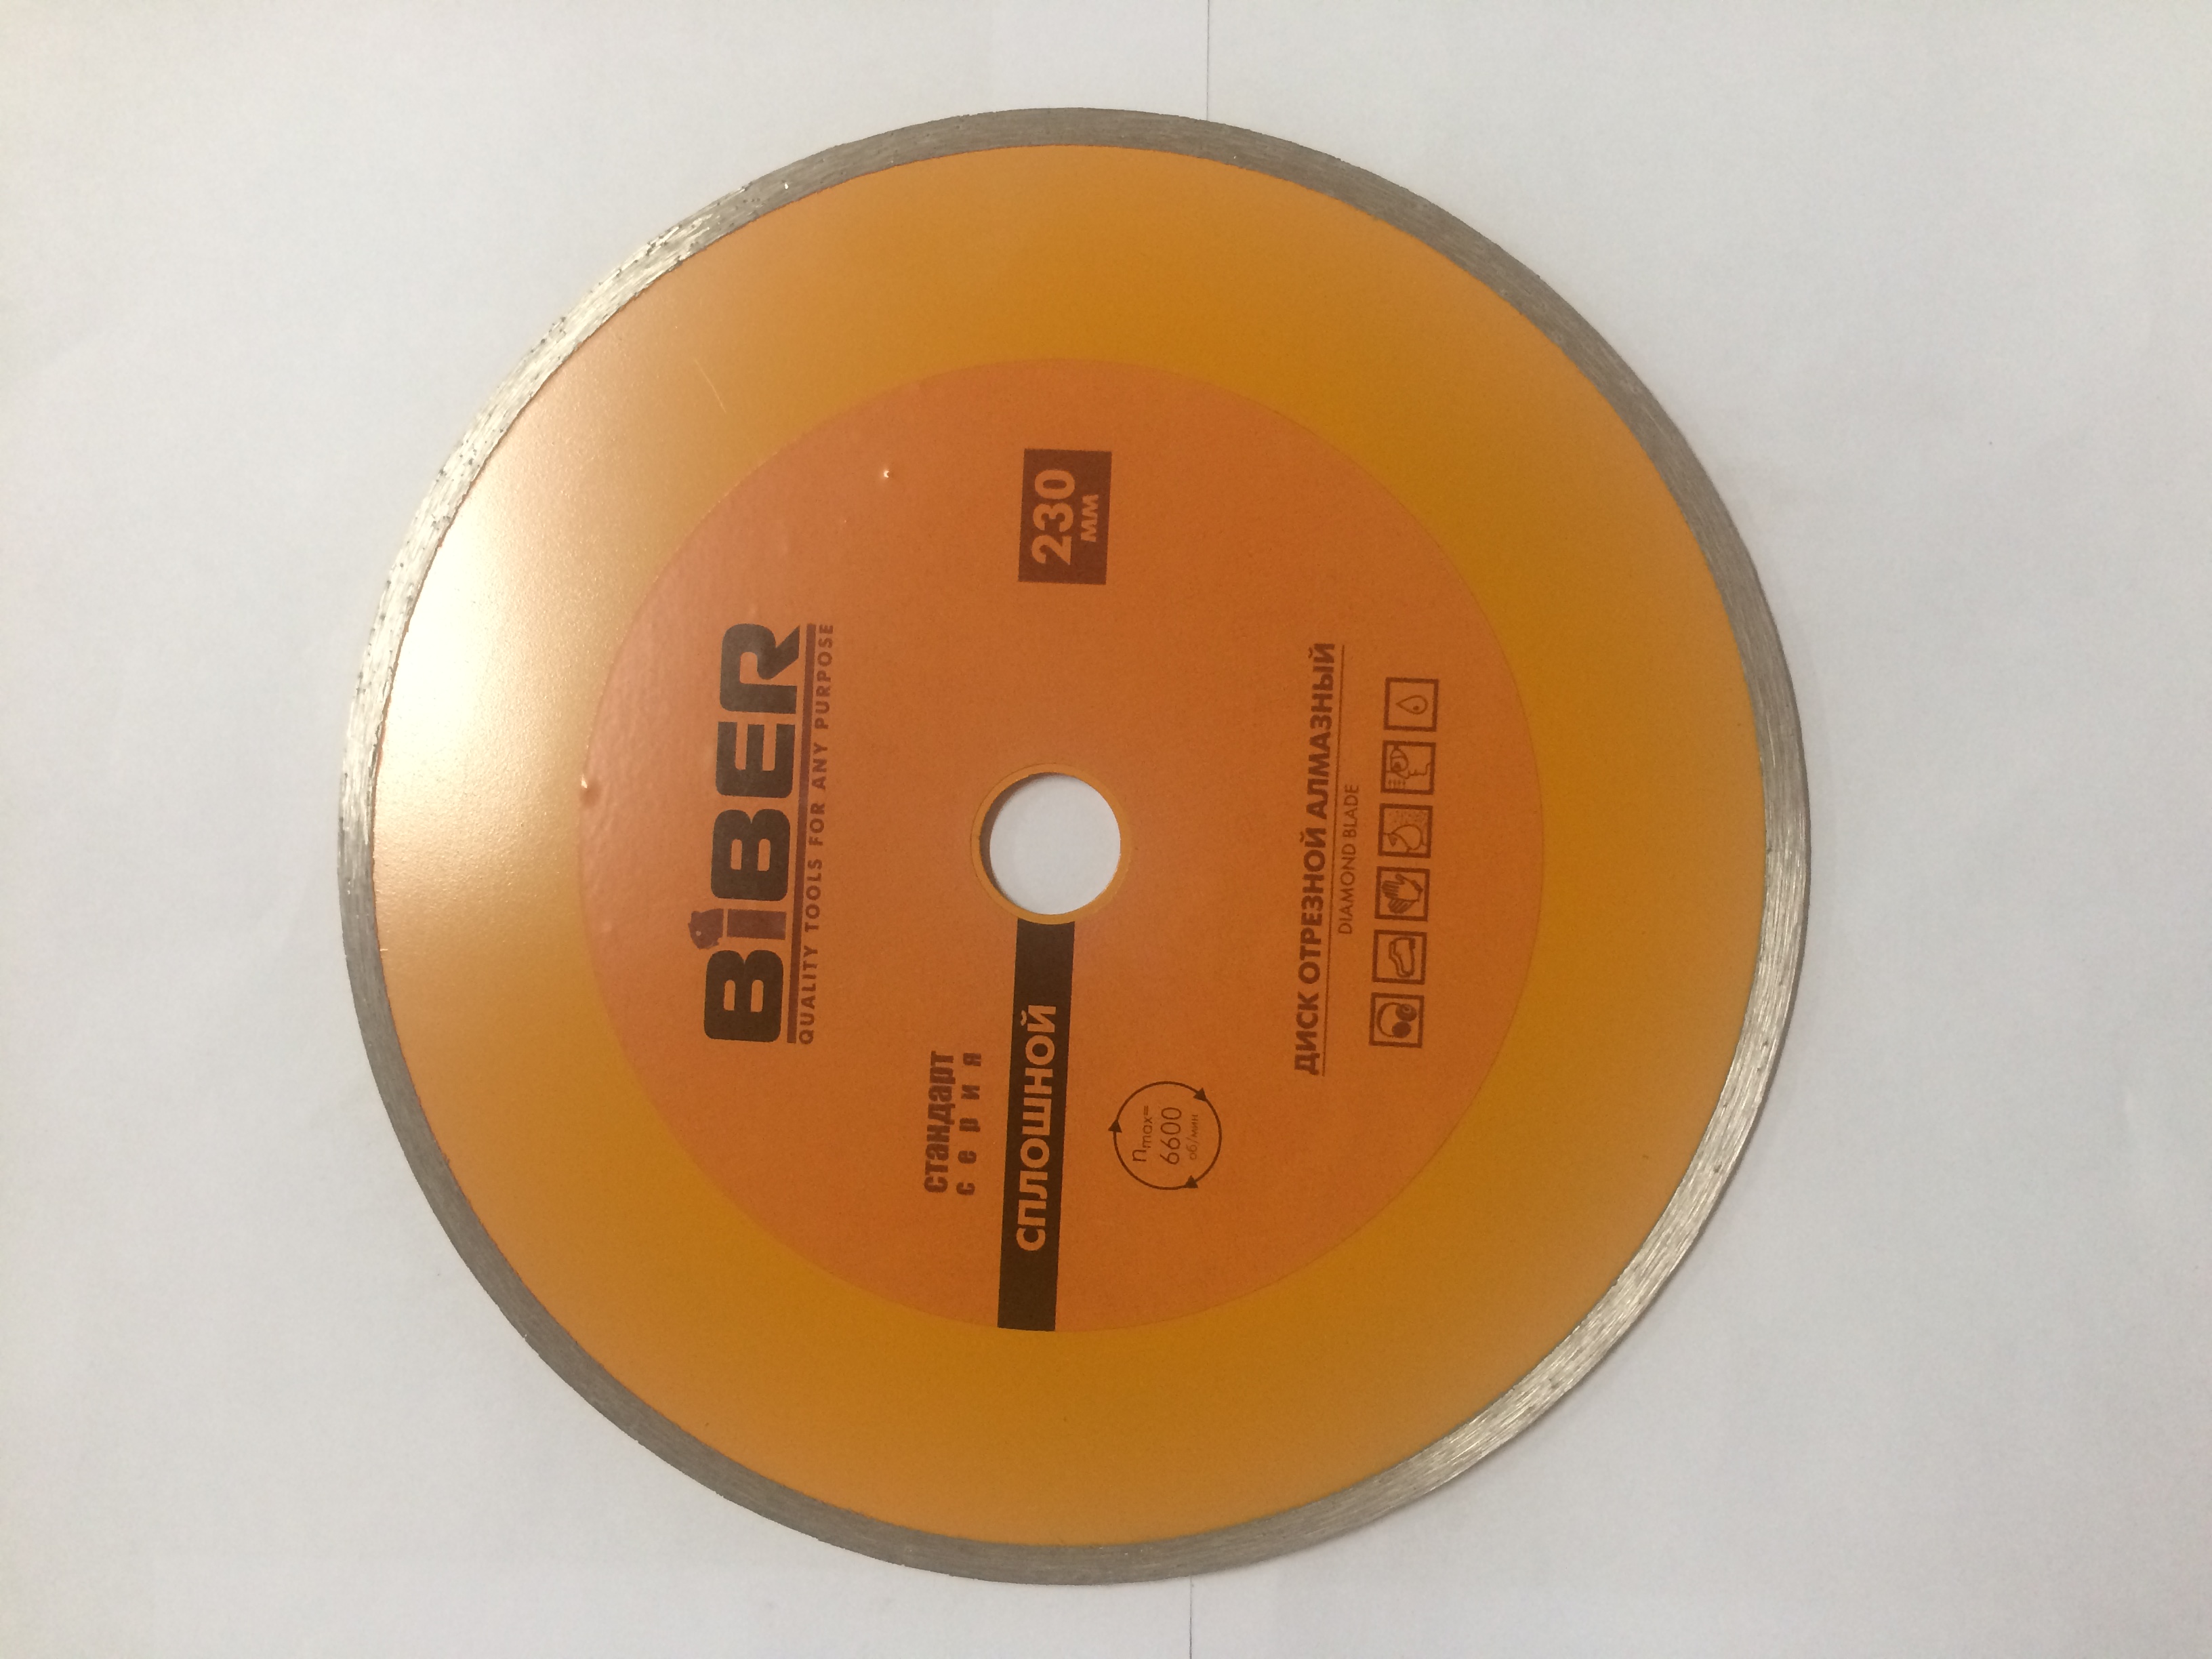 BiBER
QUALITY TOOLS FOR ANY PURPOSE
стандарт
серия
СПЛОШНОЙ
230
мм
nmax=
6600
об/мин
ДИСК ОТРЕЗНОЙ АЛМАЗНЫЙ
DIAMOND BLADE